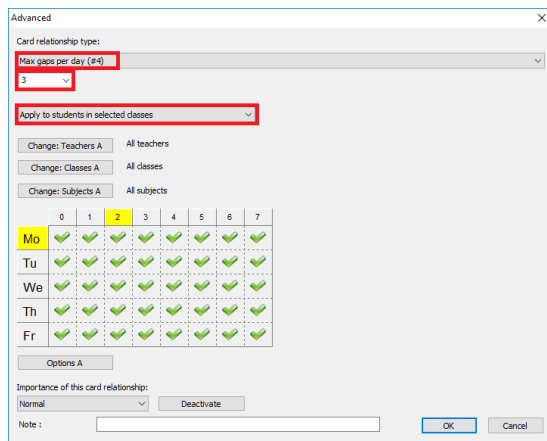 Advanced
Card relationship type:
Max gaps per day (#4)
3
Apply to students in selected classes
Change: Teachers A All teachers
Change: Classes A All classes
Change: Subjects A All subjects
0 1 2 3 4 5 6 7
Mo
Tu
We
Th
Fr
Options A
Importance of this card relationship:
Normal Deactivate
Note :
OK Cancel